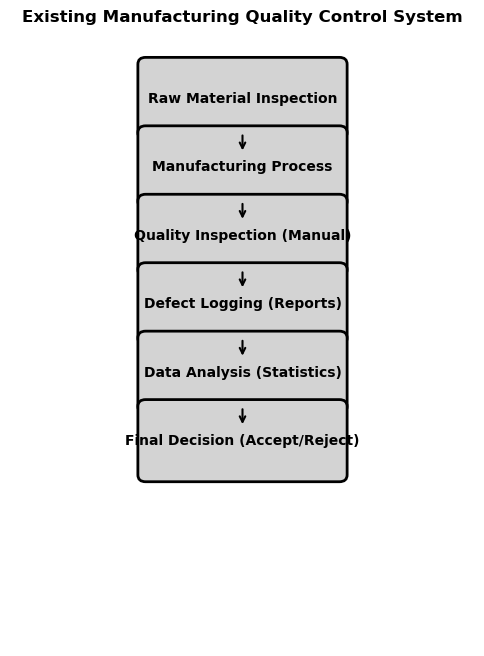 Existing Manufacturing Quality Control System
Raw Material Inspection
Manufacturing Process
Quality Inspection (Manual)
Defect Logging (Reports)
Data Analysis (Statistics)
Final Decision (Accept/Reject)